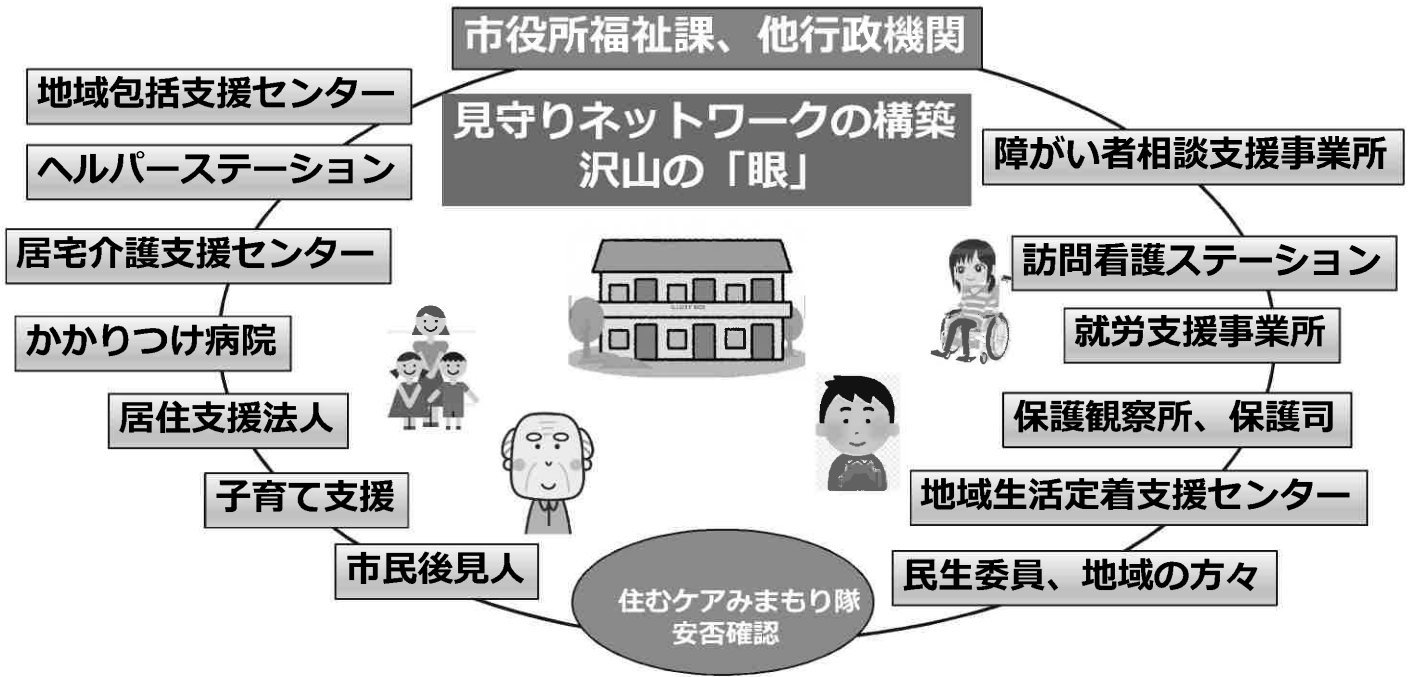 市役所福祉課、他行政機関
見守りネットワークの構築
沢山の「眼」
地域包括支援センター
ヘルパーステーション
居宅介護支援センター
かかりつけ病院
居住支援法人
子育て支援
市民後見人
障がい者相談支援事業所
訪問看護ステーション
就労支援事業所
保護観察所、保護司
地域生活定着支援センター
民生委員、地域の方々
住むケアみまもり隊
安否確認